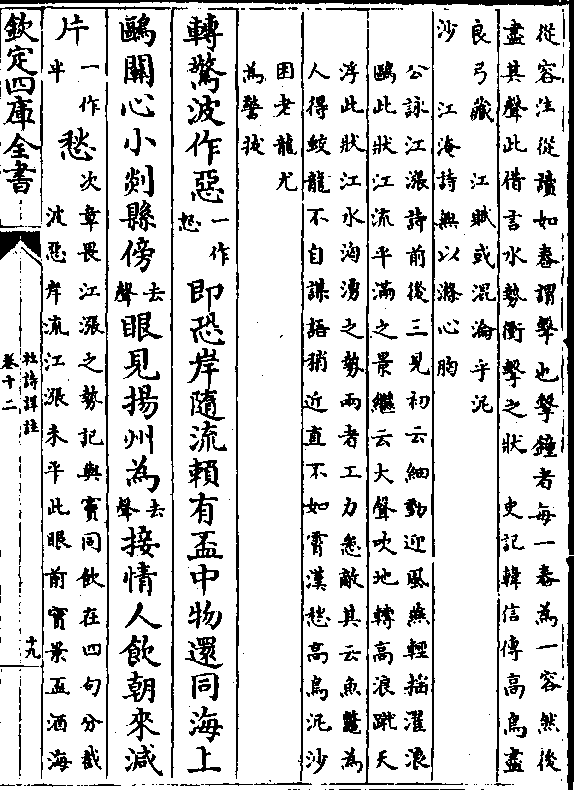 從容注從讀如舂謂擊也擊鐘者每一舂為一容然後
盡其聲此借言水勢衝擊之狀　史記韓信傳高鳥盡
良弓藏　江賦或混淪乎泥
沙　江淹詩無以滌心胸
公詠江漲詩前後三見初云細動迎風燕輕搖濯浪
鷗此狀江流平滿之景繼云大聲吹地轉高浪蹴天
浮此狀江水洶湧之勢兩者工力悉敵其云魚鼈為
人得蛟龍不自謀語稍近直不如霄漢愁高鳥泥沙
困老龍尤
為警拔
轉驚波作惡
一作
怒
即恐岸隨流賴有盃中物還同海上
鷗關心小剡縣傍
去
聲
眼見揚州為
去
聲
接情人飲朝來減
片
一作
半
愁
次章畏江漲之勢記與竇同飲在四句分截
波惡岸流江漲未平此眼前實景盃酒海
欽定四庫全書
杜詩詳註
卷十二
十九